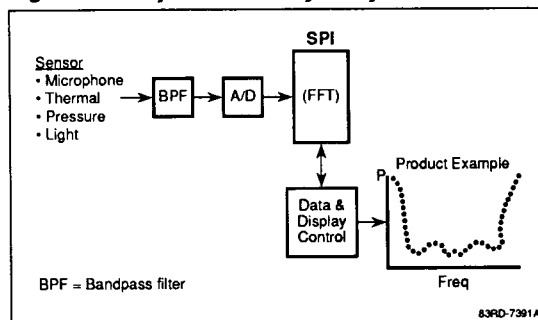 SPI
Sensor
• Microphone
• Thermal
• Pressure
• Light
BPF
A/D
(FFT)
Data &
Display
Control
Product Example
P
Freq
BPF = Bandpass filter
83RD-7391A